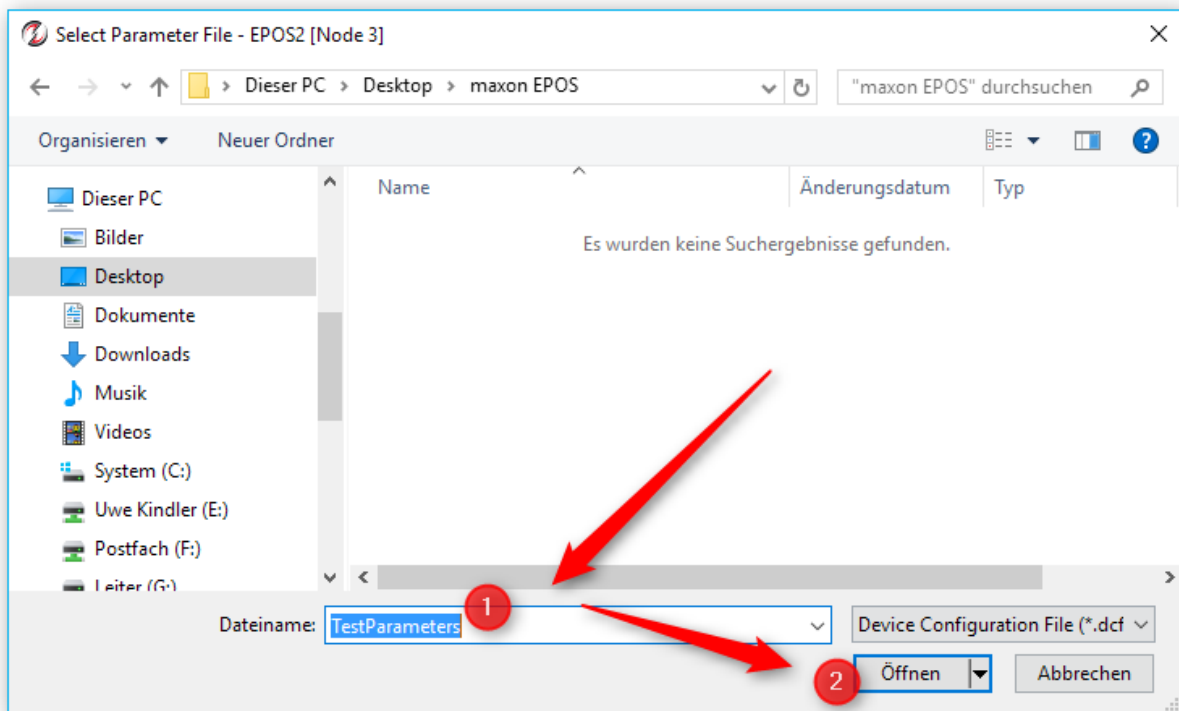 Select Parameter File - EPOS2 [Node 3]
Dieser PC > Desktop > maxon EPOS
"maxon EPOS" durchsuchen
Organisieren
Neuer Ordner
?
Name
Änderungsdatum
Typ
Es wurden keine Suchergebnisse gefunden.
Dieser PC
Bilder
Desktop
Dokumente
Downloads
Musik
Videos
System (C:)
Uwe Kindler (E:)
Postfach (F:)
Leiter (G:)
Dateiname:
TestParameters
1
Device Configuration File (*.dcf
2
Öffnen
Abbrechen